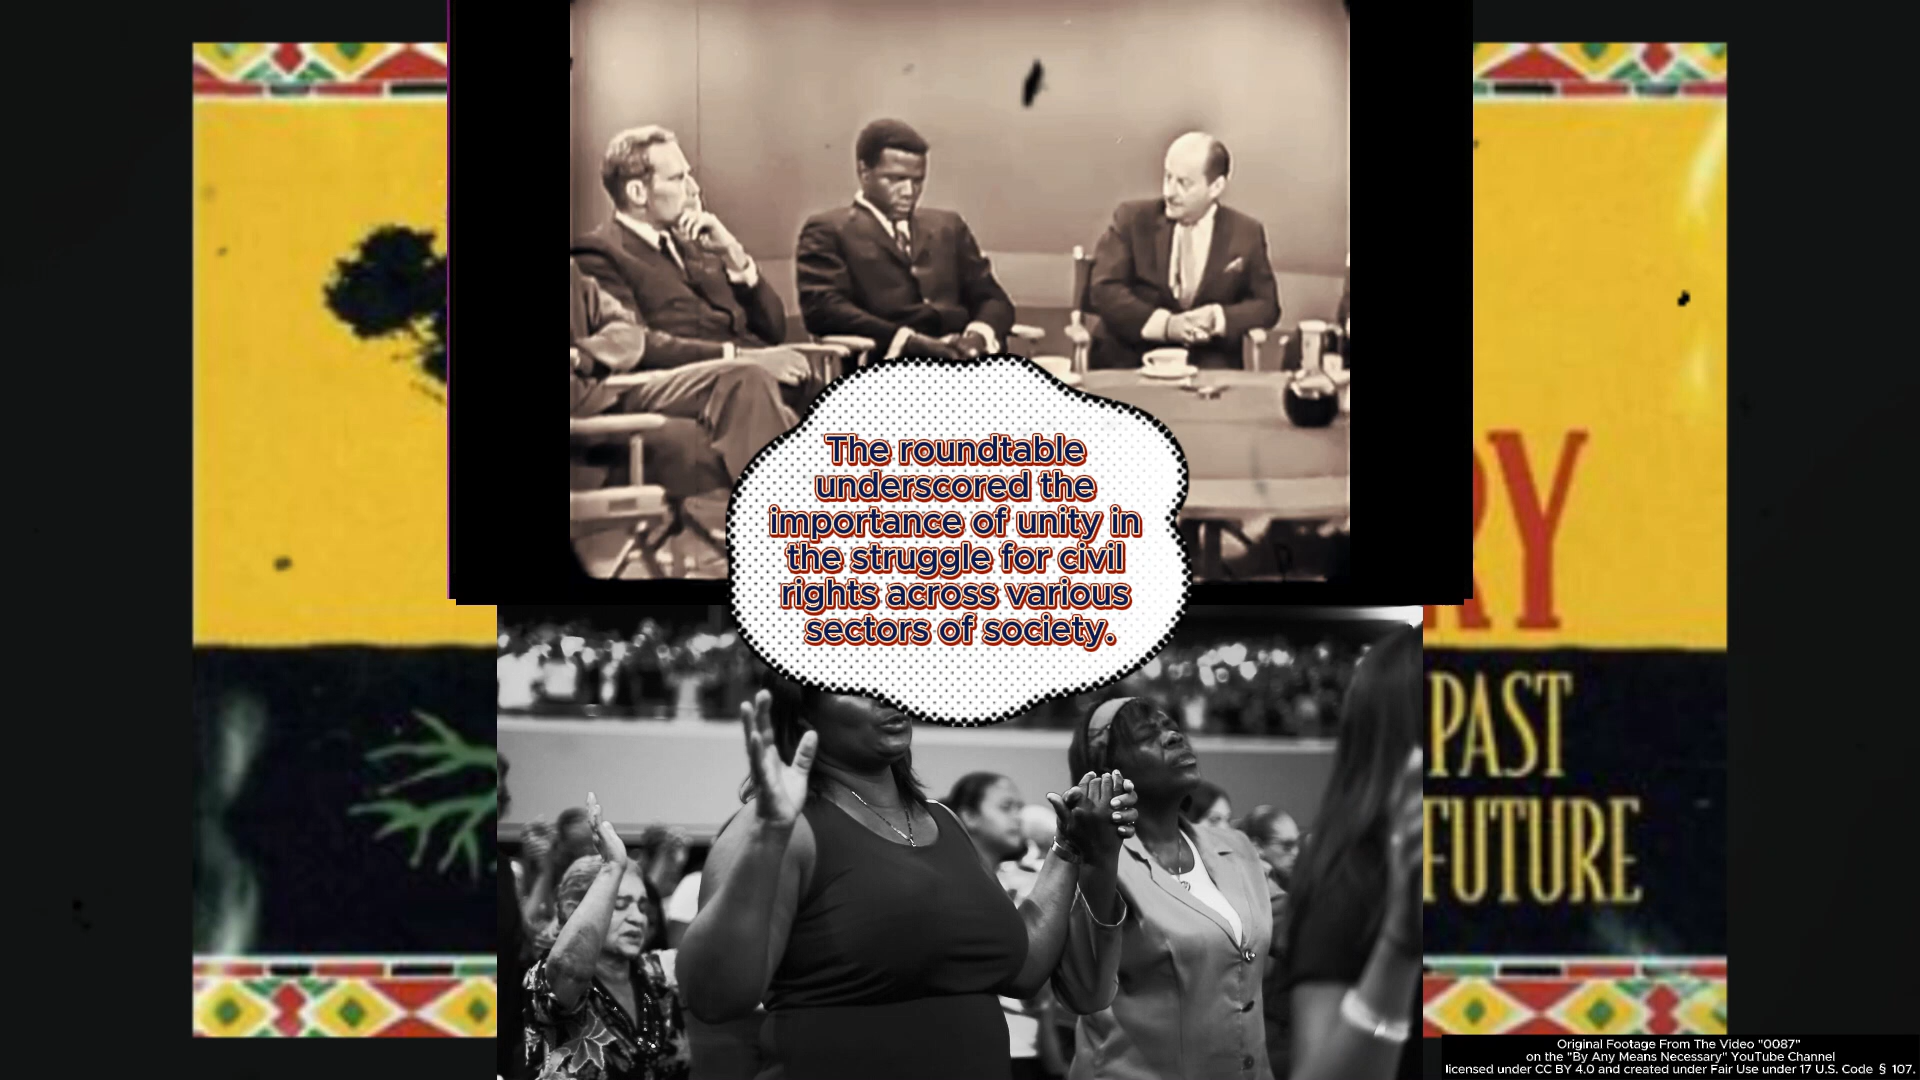 The roundtable
underscored the
importance of unity in
the struggle for civil
rights across various
sectors of society.
RY
PAST
FUTURE
Original Footage From The Video "0087"
on the "By Any Means Necessary" YouTube Channel
licensed under CC BY 4.0 and created under Fair Use under 17 U.S. Code § 107.